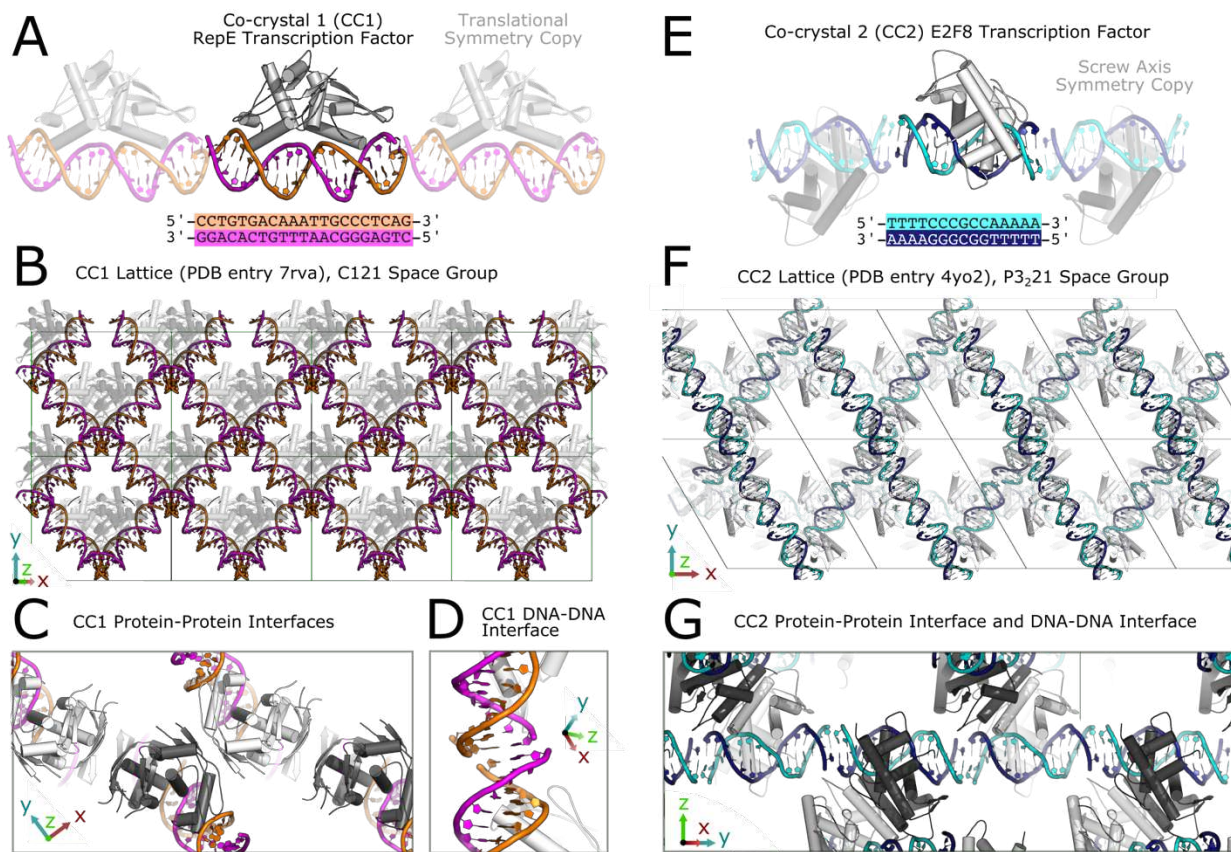 A
Co-crystal 1 (CC1)
RepE Transcription Factor
Translational
Symmetry Copy
5'-CCTGTGACAAATTGCCCTCAG-3'
3'-GGACACTGTTTAACGGGAGTC-5'
E
Co-crystal 2 (CC2) E2F8 Transcription Factor
Screw Axis
Symmetry Copy
5'-TTTTCCCGCCAAAAA-3'
3'-AAAAGGGCGGTTTTT-5'
B
CC1 Lattice (PDB entry 7rva), C121 Space Group
y
z
x
F
CC2 Lattice (PDB entry 4yo2), P3₂21 Space Group
y
z
x
C
CC1 Protein-Protein Interfaces
y
z
x
D
CC1 DNA-DNA
Interface
y
z
x
G
CC2 Protein-Protein Interface and DNA-DNA Interface
z
x
y